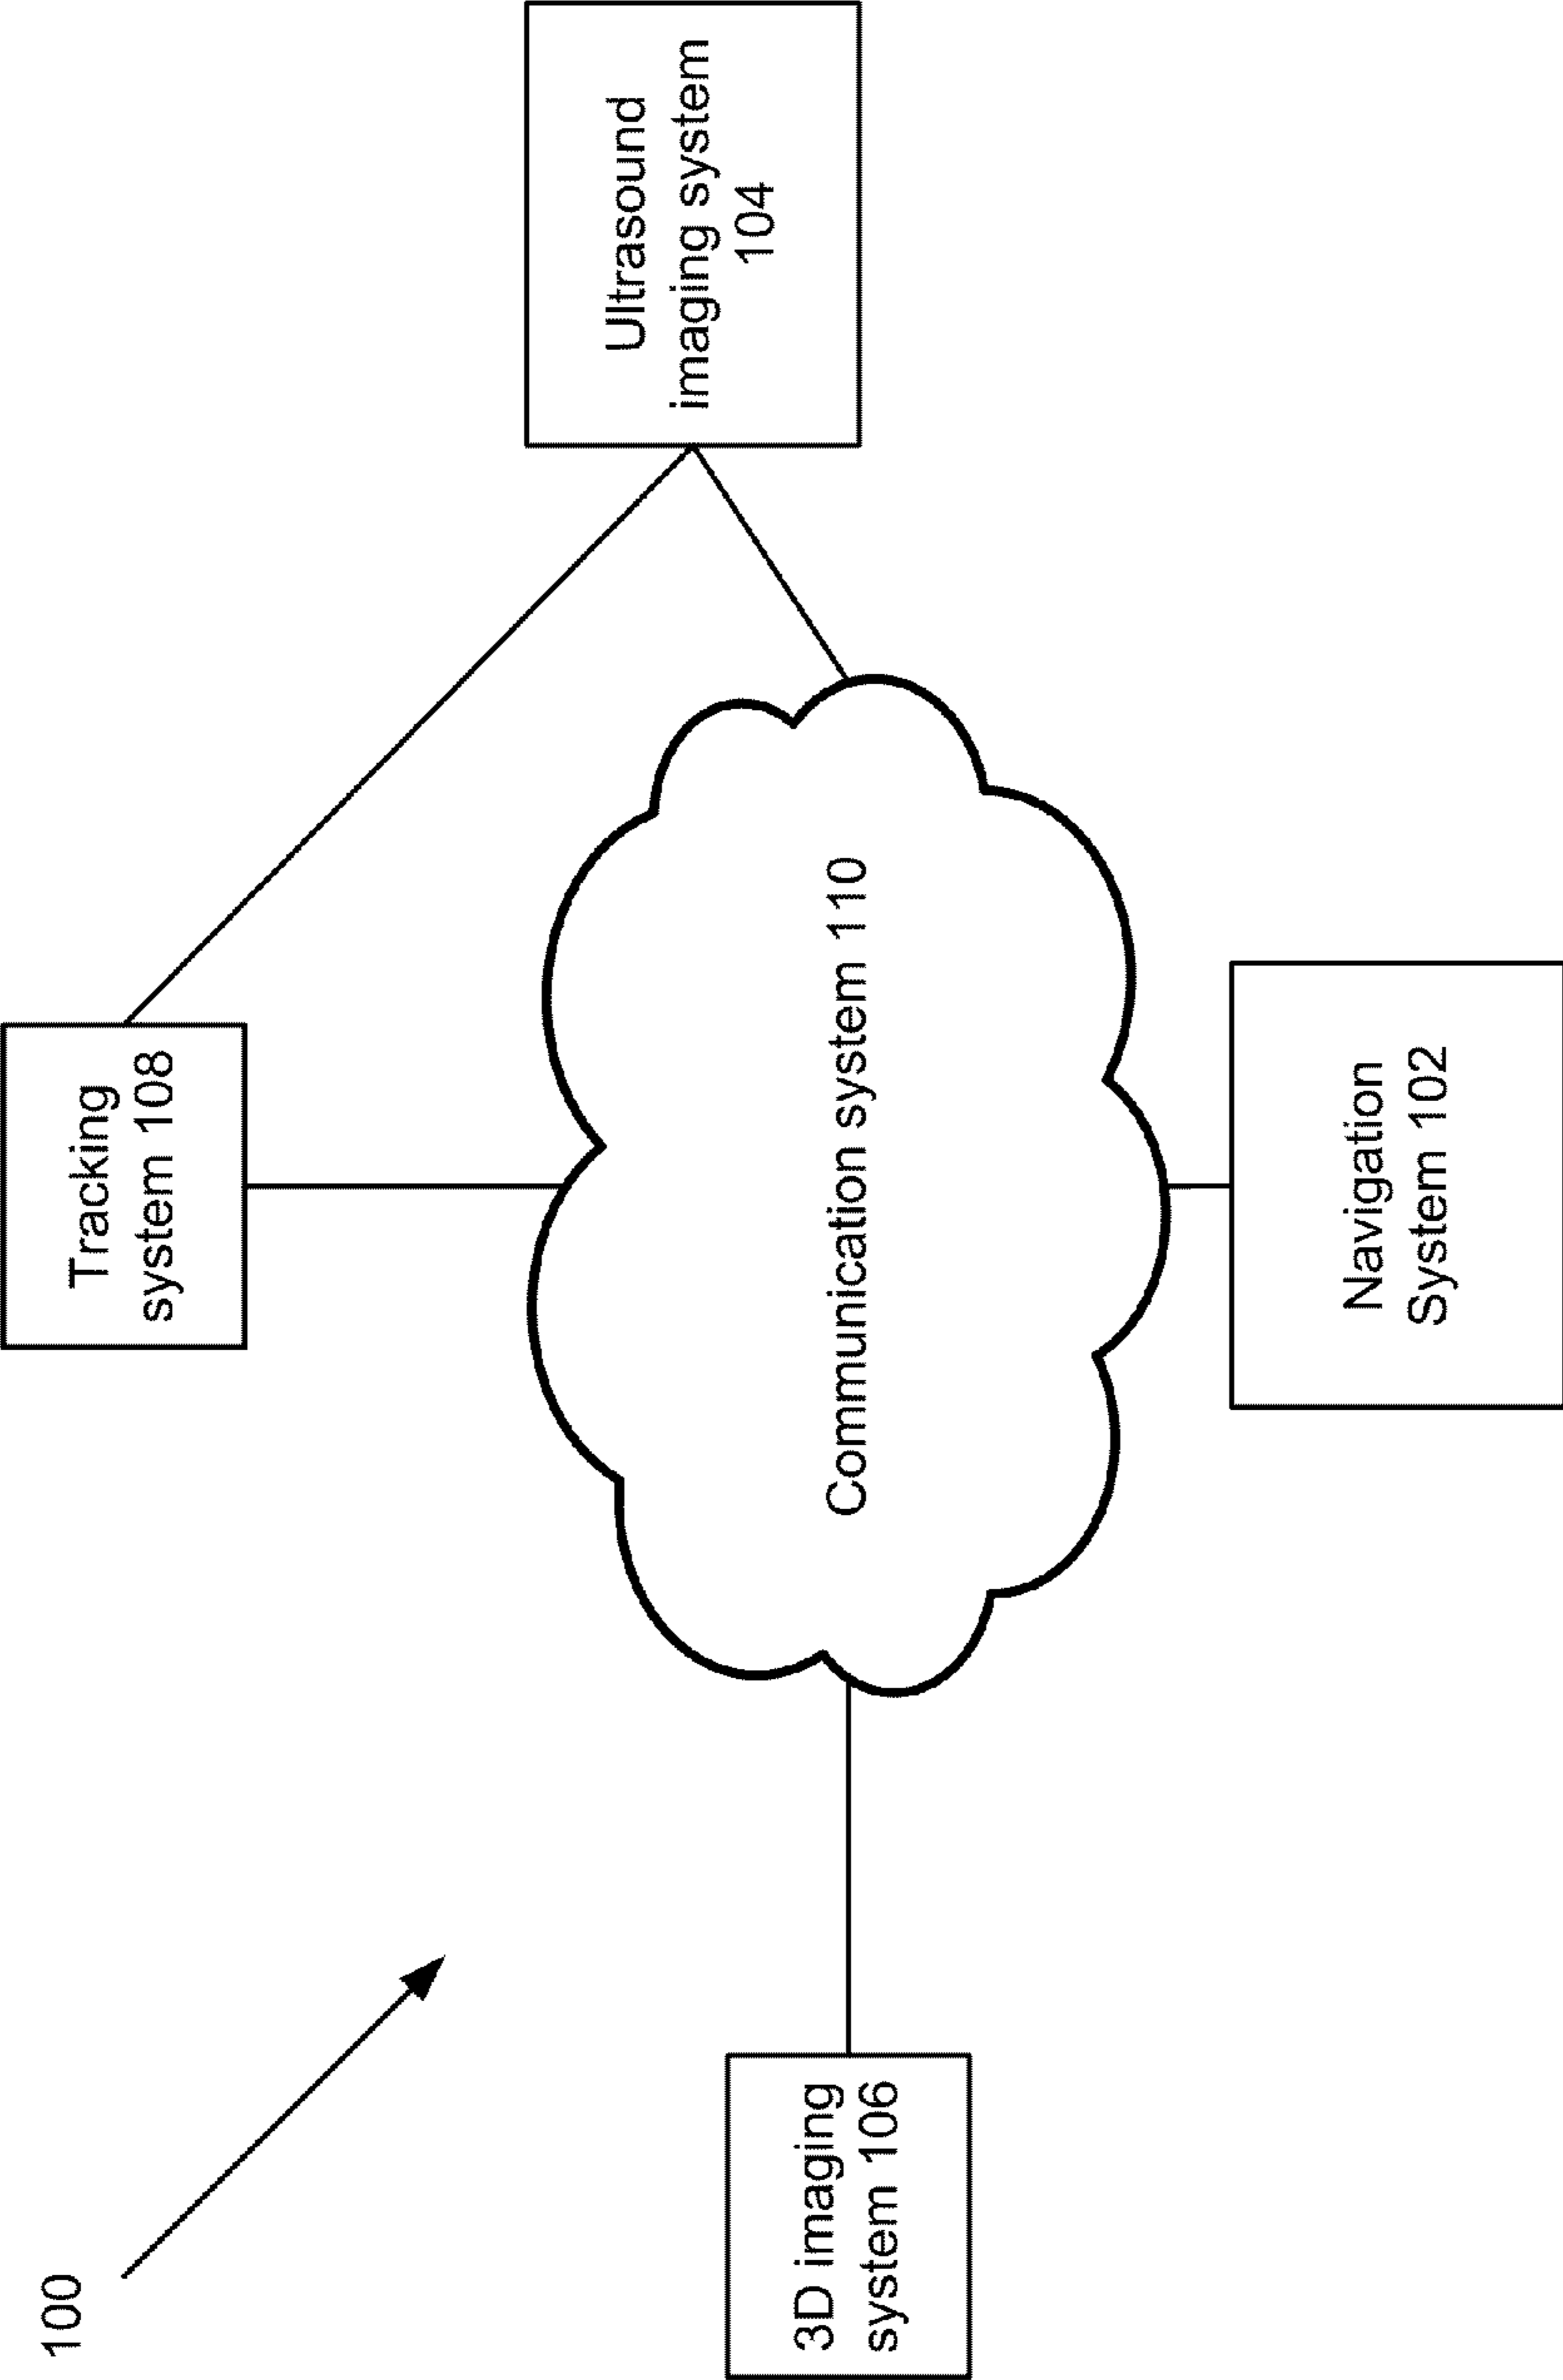 100
Tracking
system 108
3D imaging
system 106
Communication system 110
Ultrasound
imaging system
104
Navigation
System 102